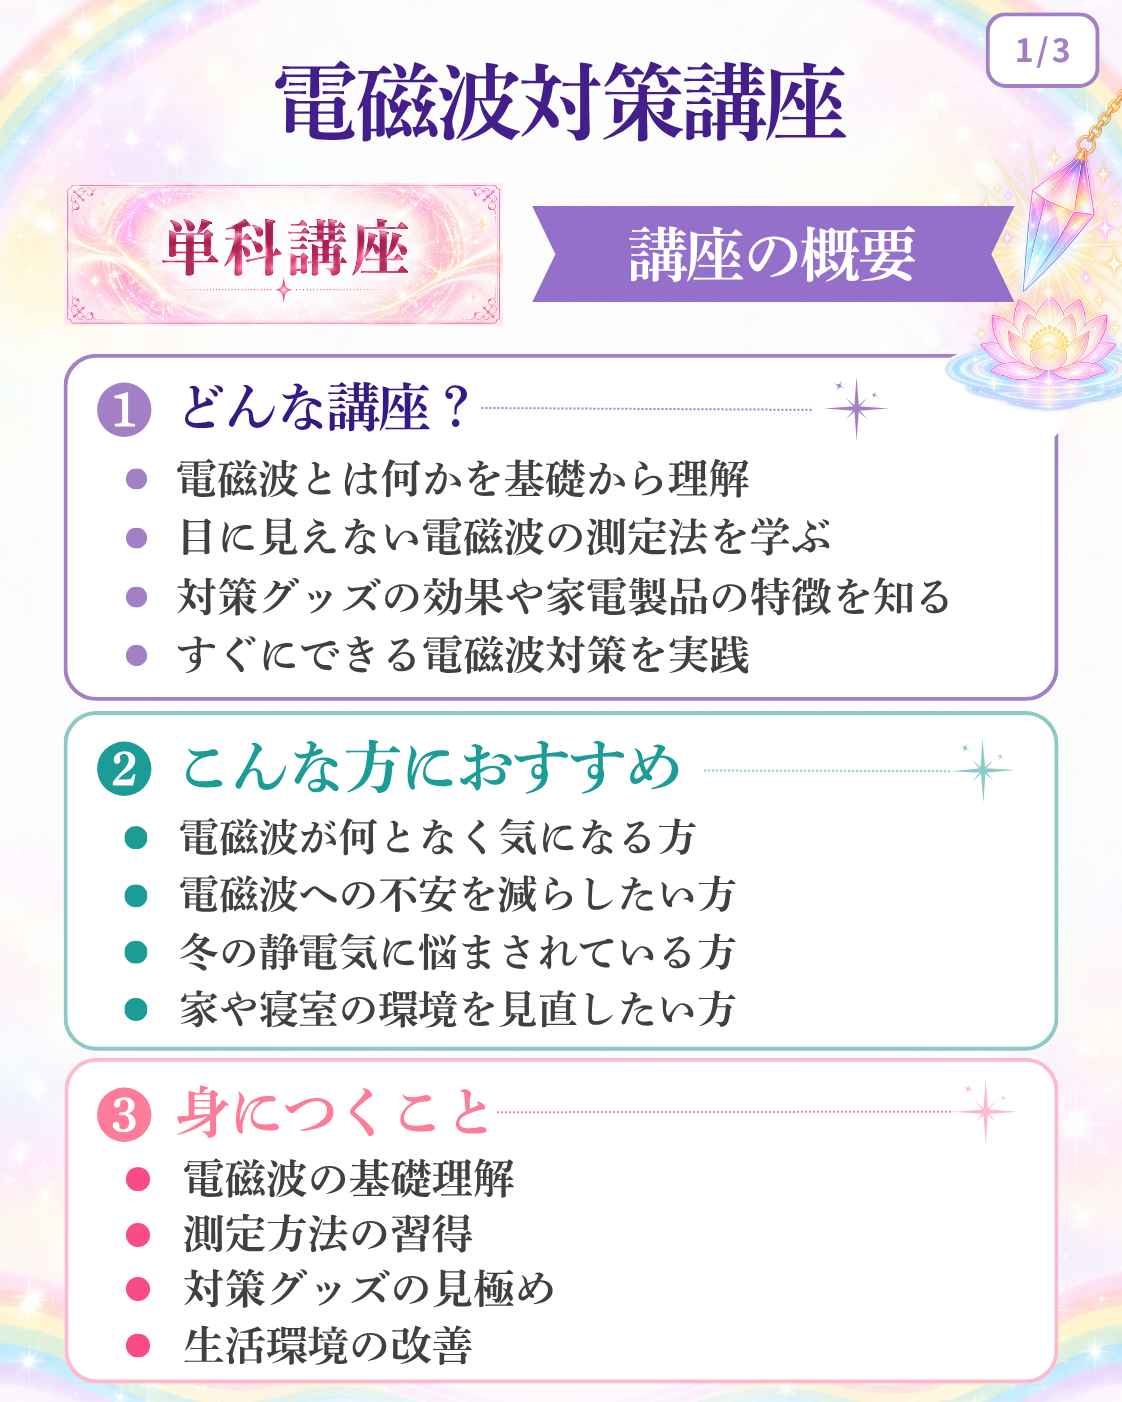 1/3
電磁波対策講座
単科講座
講座の概要
1 どんな講座？
電磁波とは何かを基礎から理解
目に見えない電磁波の測定法を学ぶ
対策グッズの効果や家電製品の特徴を知る
すぐにできる電磁波対策を実践
2 こんな方におすすめ
電磁波が何となく気になる方
電磁波への不安を減らしたい方
冬の静電気に悩まされている方
家や寝室の環境を見直したい方
3 身につくこと
電磁波の基礎理解
測定方法の習得
対策グッズの見極め
生活環境の改善